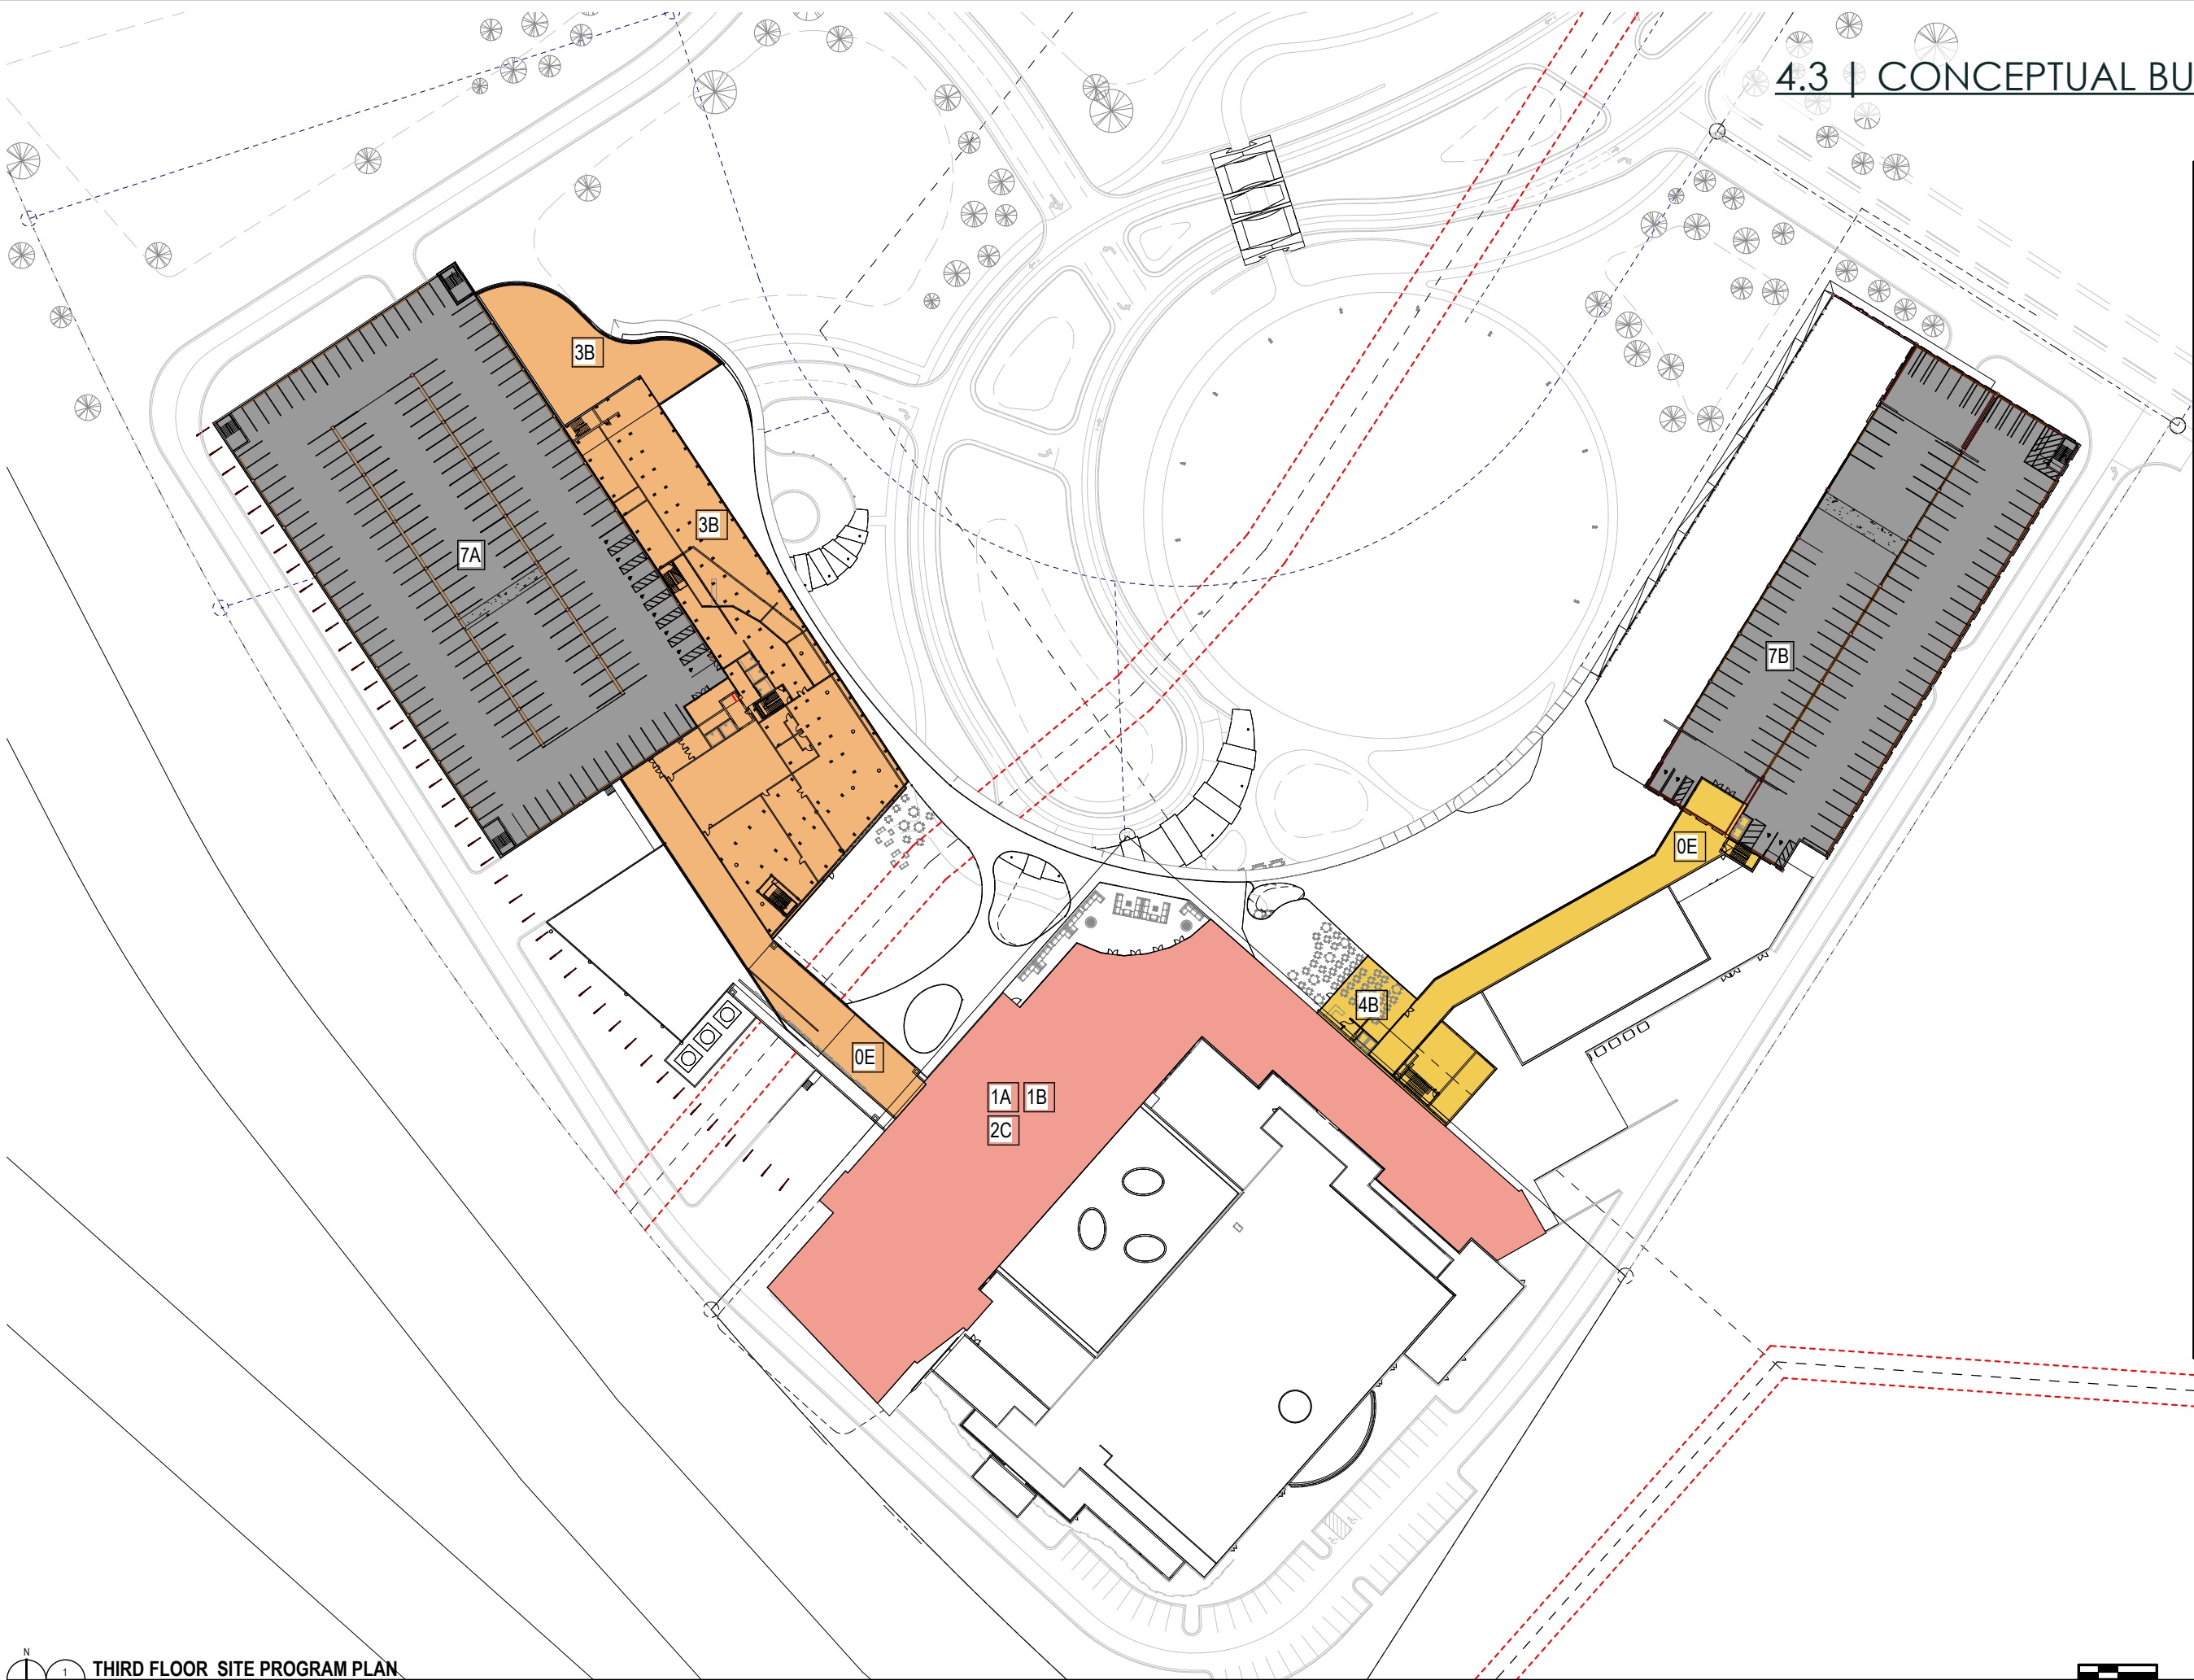 4.3 | CONCEPTUAL BU
3B
3B
7A
7B
0E
4B
0E
1A 1B
2C
N
1 THIRD FLOOR SITE PROGRAM PLAN